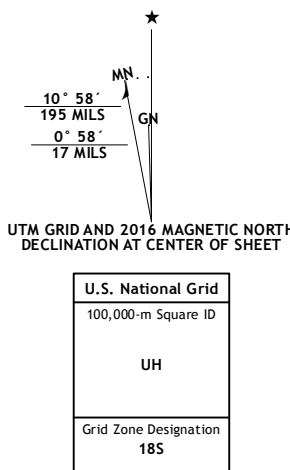 ★
MN
GN
10° 58´
195 MILS
0° 58´
17 MILS
UTM GRID AND 2016 MAGNETIC NORTH
DECLINATION AT CENTER OF SHEET
U.S. National Grid
100,000-m Square ID
UH
Grid Zone Designation
18S